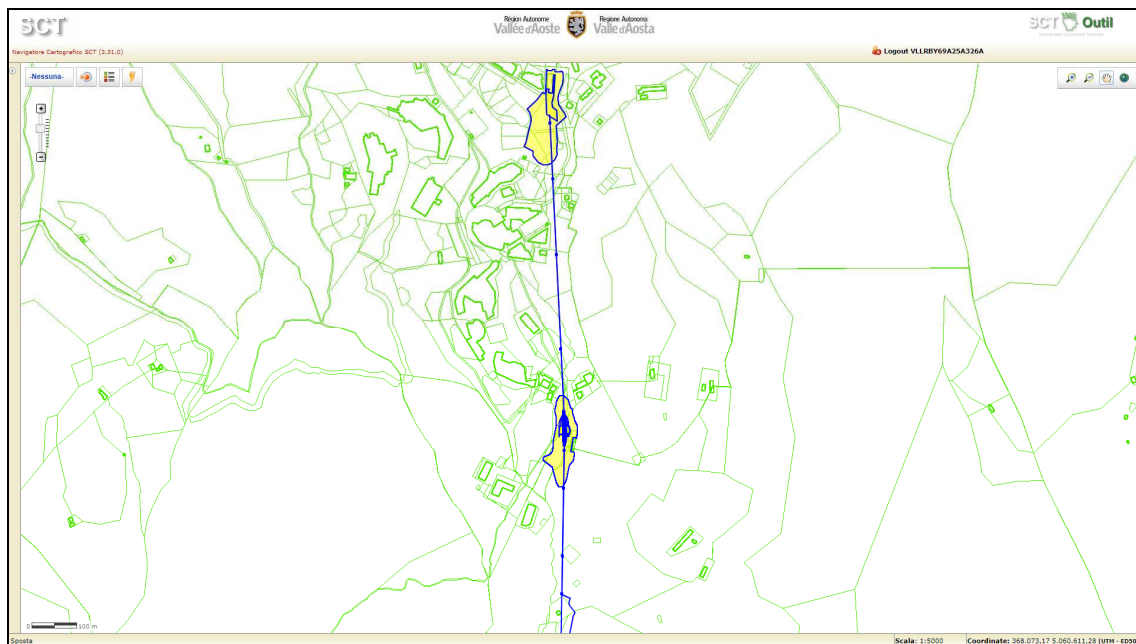 SCT
Région Autonome
Vallée d'Aoste
Regione Autonoma
Valle d'Aosta
SCT Outil
Navigatore Cartografico SCT (3.31.0)
Logout VLLRBY69A25A326A
-Nessuna-
0 100 m
Sposta
Scala: 1:5000
Coordinate: 368.073,17 5.060.611,28 (UTM - ED50